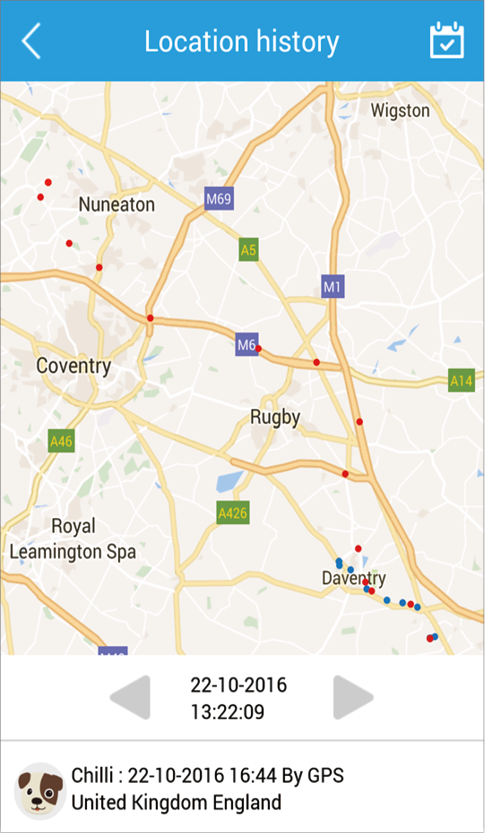 Location history
Wigston
Nuneaton
M69
A5
M1
M6
Coventry
A14
Rugby
A46
A426
Royal
Leamington Spa
Daventry
22-10-2016
13:22:09
Chilli : 22-10-2016 16:44 By GPS
United Kingdom England